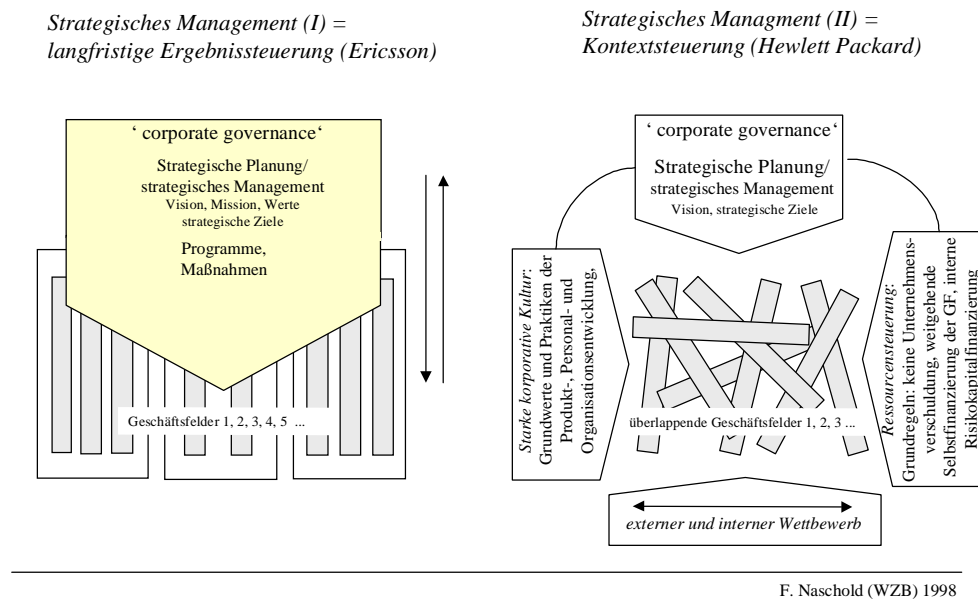 Strategisches Management (I) =
langfristige Ergebnissteuerung (Ericsson)
‘ corporate governance‘
Strategische Planung/
strategisches Management
Vision, Mission, Werte
strategische Ziele
Programme,
Maßnahmen
Geschäftsfelder 1, 2, 3, 4, 5 ...
Strategisches Managment (II) =
Kontextsteuerung (Hewlett Packard)
‘ corporate governance‘
Strategische Planung/
strategisches Management
Vision, strategische Ziele
Starke korporative Kultur:
Grundwerte und Praktiken der
Produkt-, Personal- und
Organisationsentwicklung,
überlappende Geschäftsfelder 1, 2, 3 ...
Ressourcensteuerung:
Grundregeln: keine Unternehmens-
verschuldung, weitgehende
Selbstfinanzierung der GF, interne
Risikokapitalfinanzierung
externer und interner Wettbewerb
F. Naschold (WZB) 1998